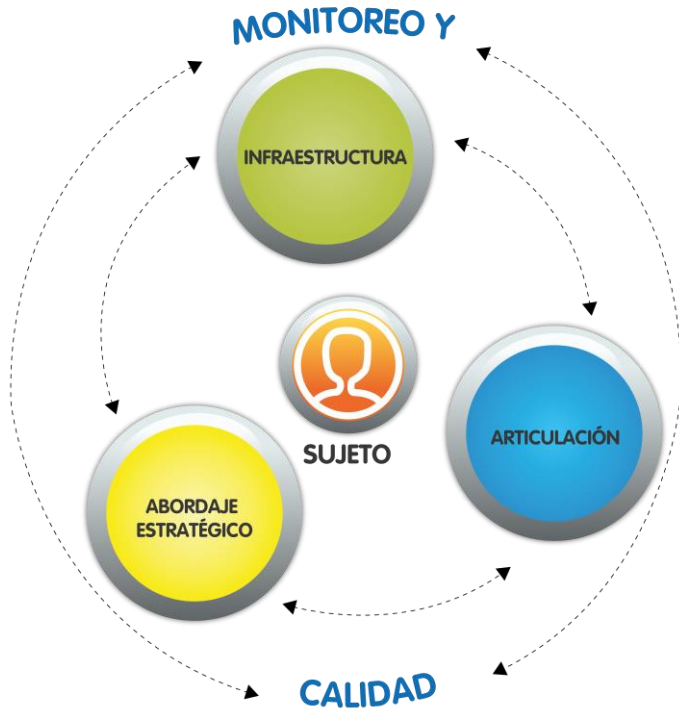 MONITOREO Y
INFRAESTRUCTURA
SUJETO
ARTICULACIÓN
ABORDAJE
ESTRATÉGICO
CALIDAD